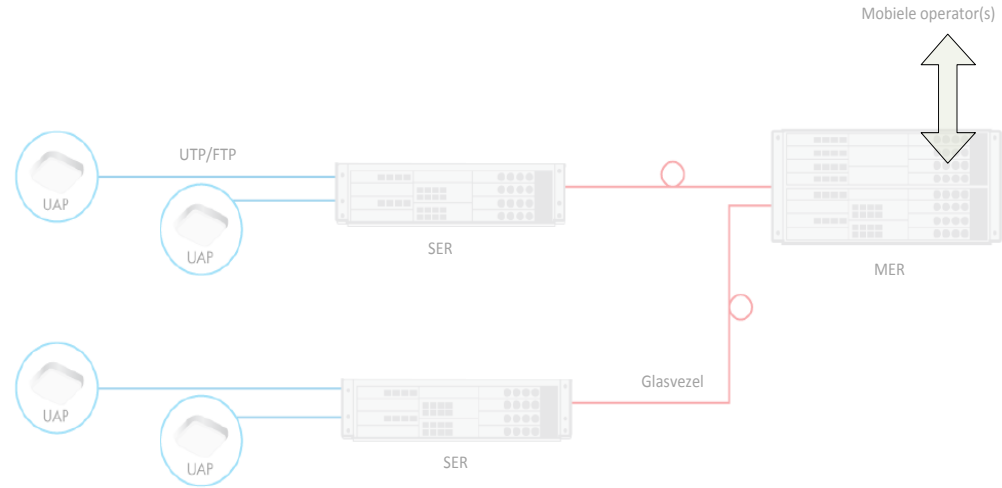 Mobiele operator(s)
UTP/FTP
UAP
UAP
SER
MER
Glasvezel
UAP
UAP
SER